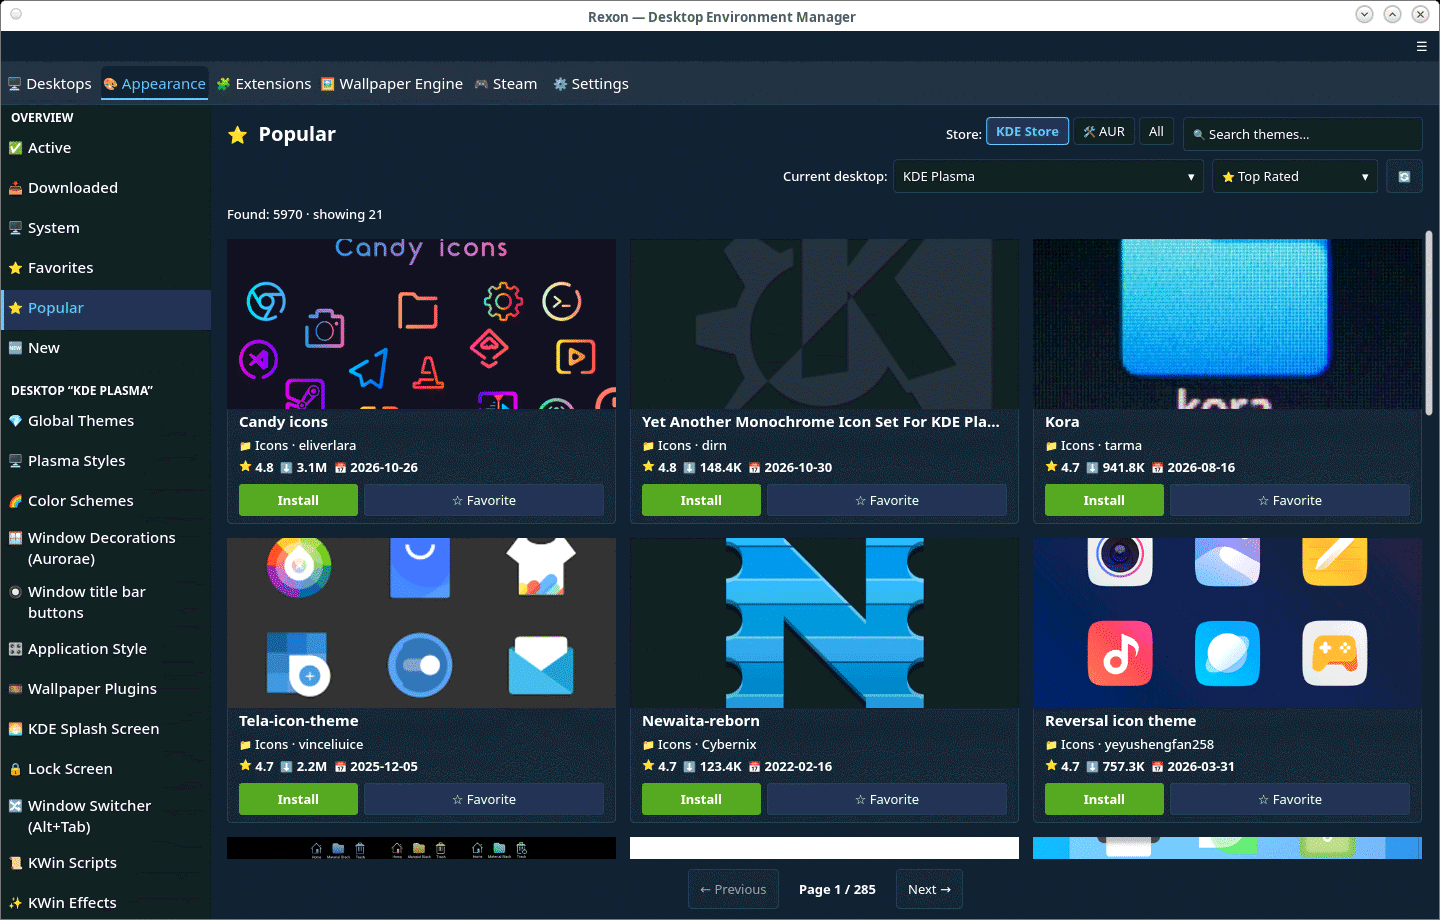 Rexon — Desktop Environment Manager
☰
Desktops Appearance Extensions Wallpaper Engine Steam Settings
OVERVIEW
Active
Downloaded
System
Favorites
Popular
New
DESKTOP “KDE PLASMA”
Global Themes
Plasma Styles
Color Schemes
Window Decorations
(Aurorae)
Window title bar
buttons
Application Style
Wallpaper Plugins
KDE Splash Screen
Lock Screen
Window Switcher
(Alt+Tab)
KWin Scripts
KWin Effects
Popular
Store: KDE Store AUR All Search themes...
Current desktop: KDE Plasma ▾ Top Rated ▾
Found: 5970 · showing 21
Candy icons
Candy icons
Icons · eliverlara
4.8 3.1M 2026-10-26
Install ☆ Favorite
K
Yet Another Monochrome Icon Set For KDE Pla...
Icons · dirn
4.8 148.4K 2026-10-30
Install ☆ Favorite
kora
Kora
Icons · tarma
4.7 941.8K 2026-08-16
Install ☆ Favorite
Tela-icon-theme
Icons · vinceliuice
4.7 2.2M 2025-12-05
Install ☆ Favorite
N
Newaita-reborn
Icons · Cybernix
4.7 123.4K 2022-02-16
Install ☆ Favorite
Reversal icon theme
Icons · yeyushengfan258
4.7 757.3K 2026-03-31
Install ☆ Favorite
← Previous Page 1 / 285 Next →